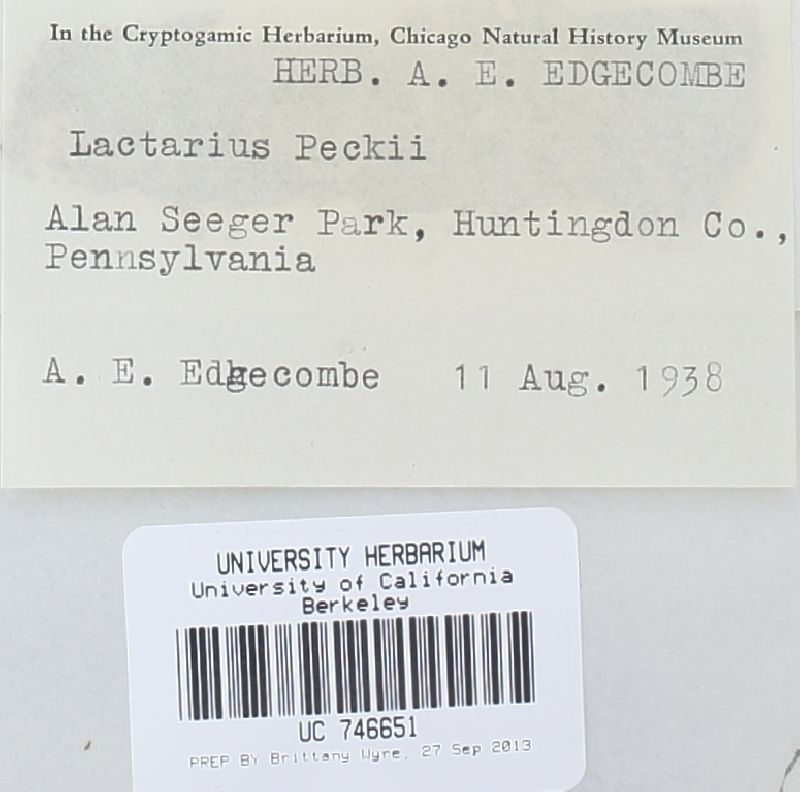 In the Cryptogamic Herbarium, Chicago Natural History Museum
HERB. A. E. EDGECOMBE
Lactarius Peckii
Alan Seeger Park, Huntingdon Co.,
Pennsylvania
A. E. Edgecombe 11 Aug. 1938
UNIVERSITY HERBARIUM
University of California
Berkeley
UC 746651
PREP BY Brittany Wyre, 27 Sep 2013